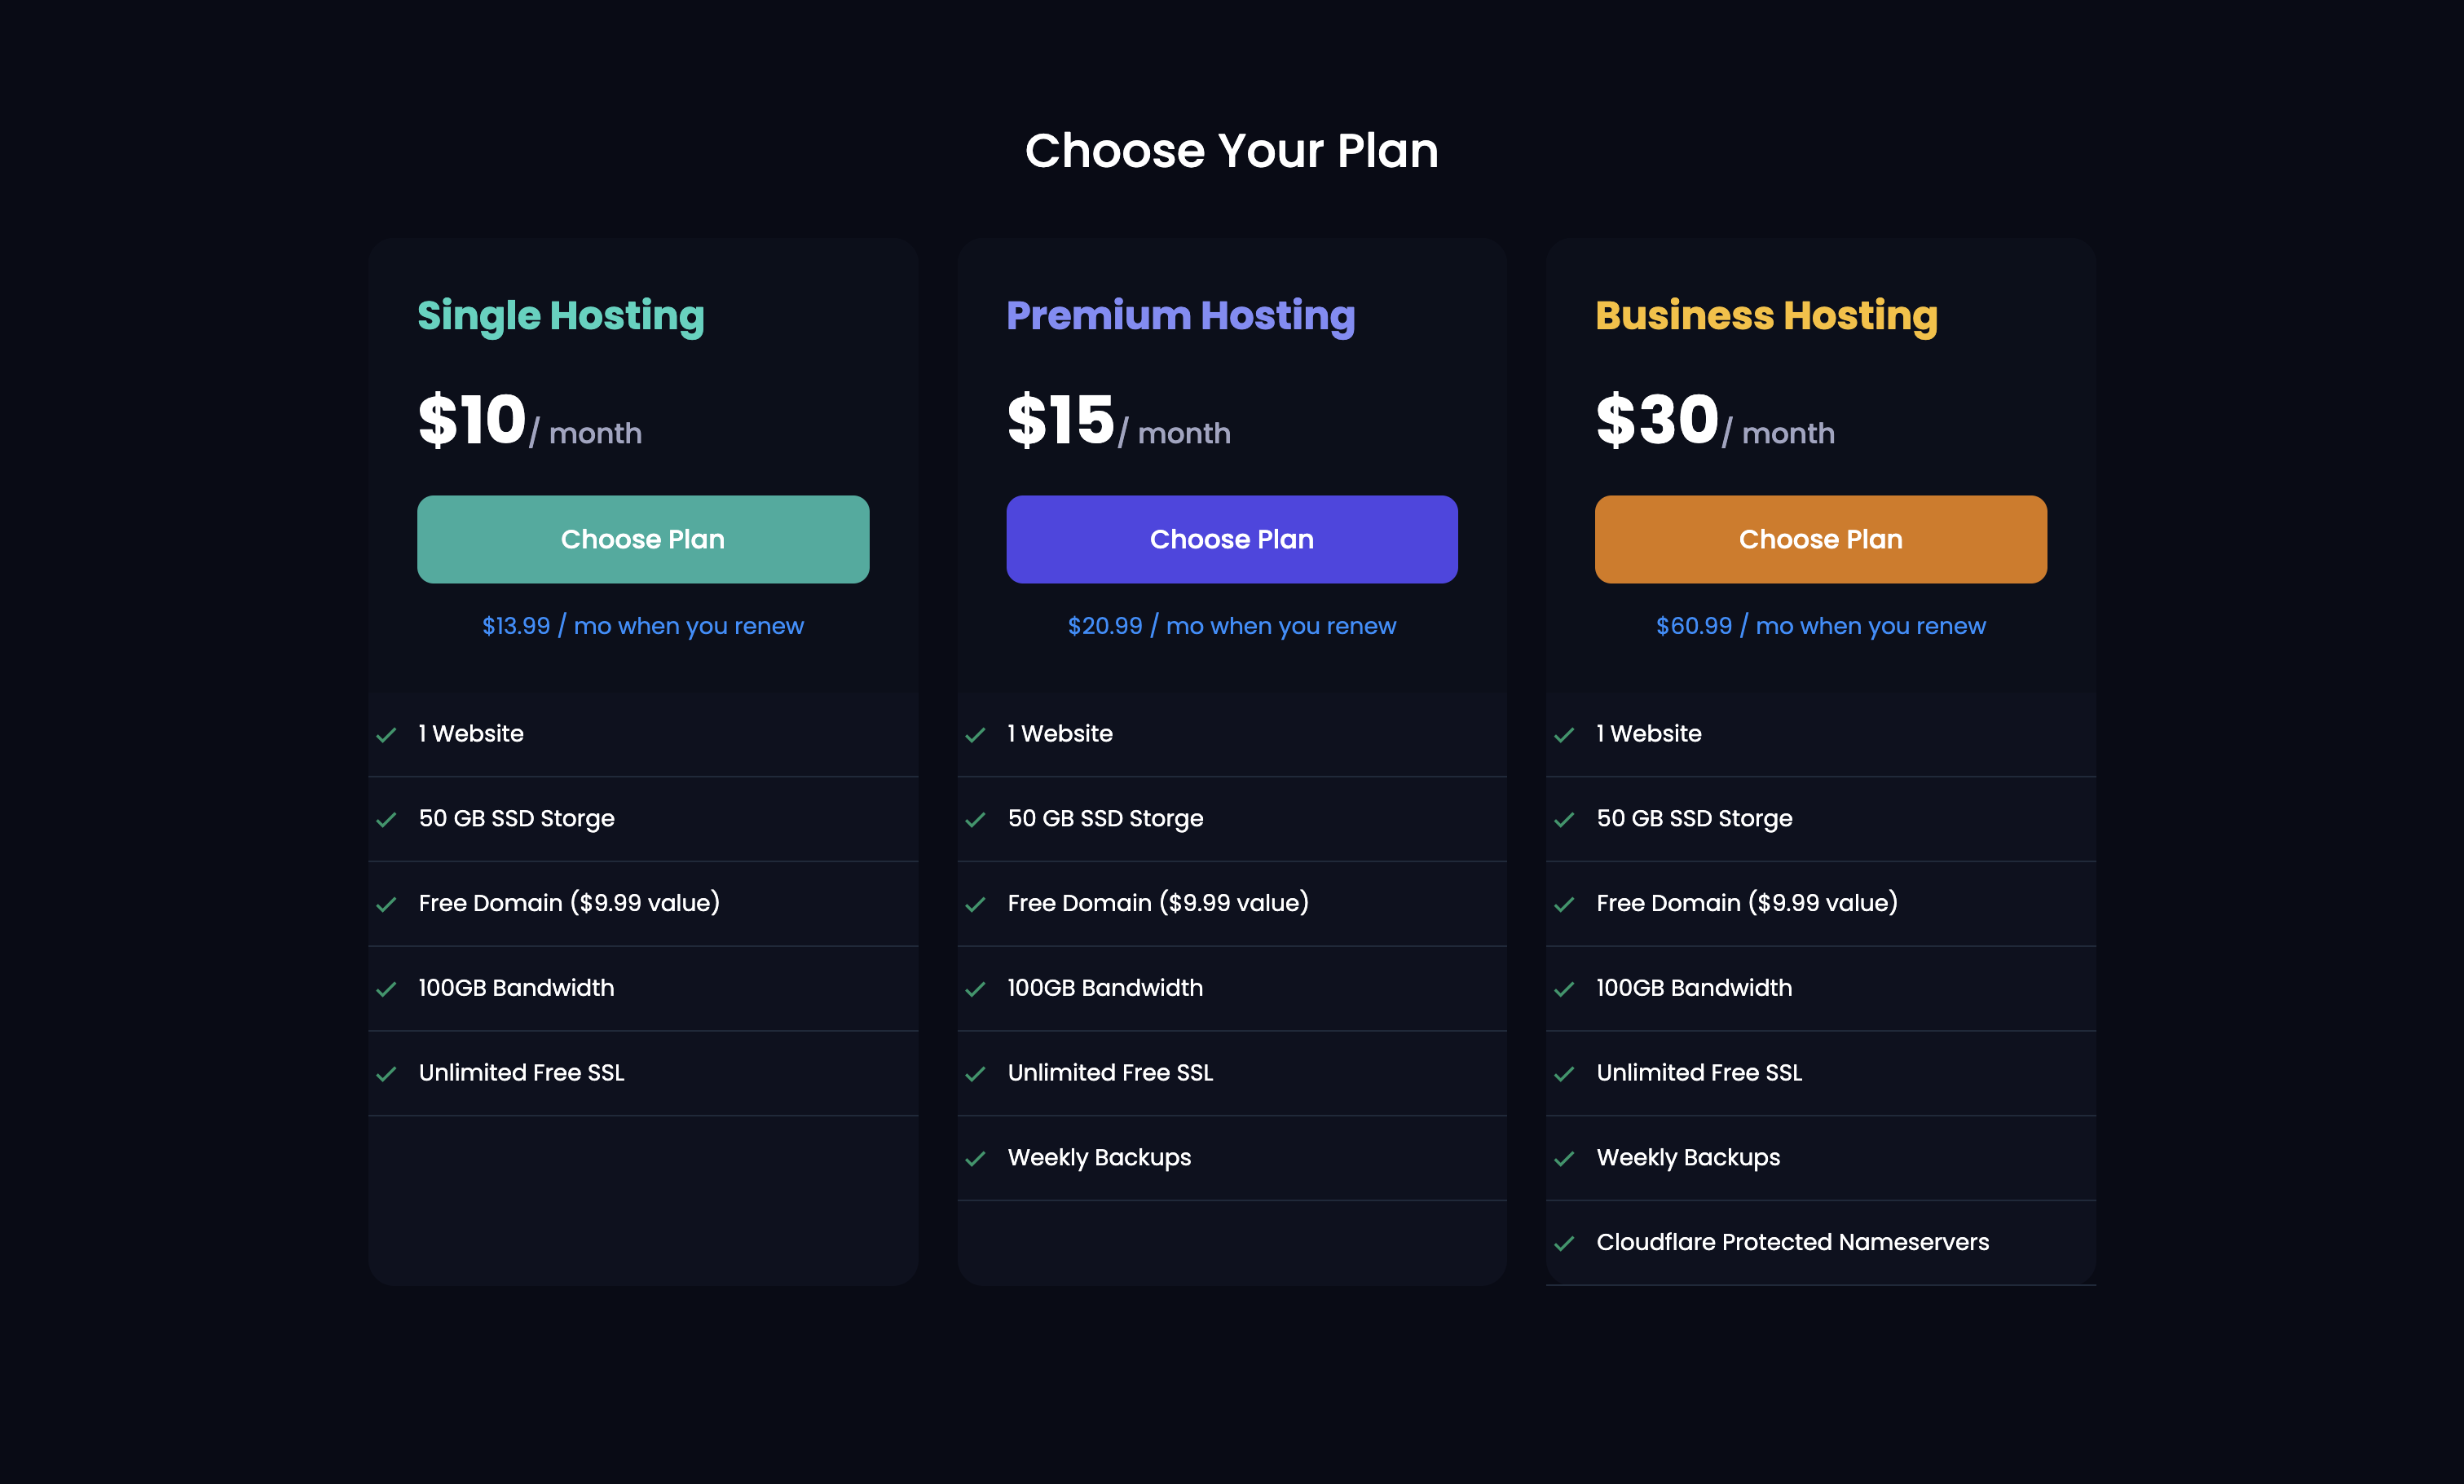 Choose Your Plan
Single Hosting
$10/ month
Choose Plan
$13.99 / mo when you renew
1 Website
50 GB SSD Storge
Free Domain ($9.99 value)
100GB Bandwidth
Unlimited Free SSL
Premium Hosting
$15/ month
Choose Plan
$20.99 / mo when you renew
1 Website
50 GB SSD Storge
Free Domain ($9.99 value)
100GB Bandwidth
Unlimited Free SSL
Weekly Backups
Business Hosting
$30/ month
Choose Plan
$60.99 / mo when you renew
1 Website
50 GB SSD Storge
Free Domain ($9.99 value)
100GB Bandwidth
Unlimited Free SSL
Weekly Backups
Cloudflare Protected Nameservers